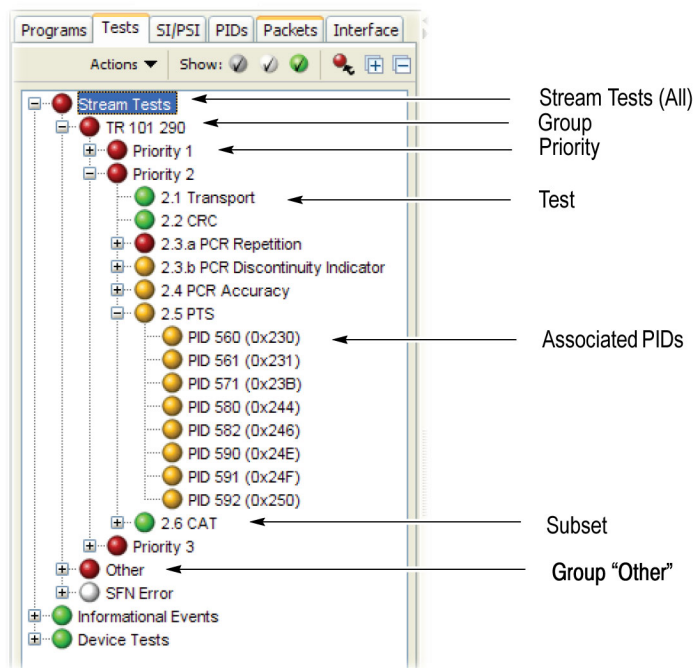 Programs Tests SI/PSI PIDs Packets Interface
Actions Show:
Stream Tests
TR 101 290
Priority 1
Priority 2
2.1 Transport
2.2 CRC
2.3.a PCR Repetition
2.3.b PCR Discontinuity Indicator
2.4 PCR Accuracy
2.5 PTS
PID 560 (0x230)
PID 561 (0x231)
PID 571 (0x23B)
PID 580 (0x244)
PID 582 (0x246)
PID 590 (0x24E)
PID 591 (0x24F)
PID 592 (0x250)
2.6 CAT
Priority 3
Other
SFN Error
Informational Events
Device Tests
Stream Tests (All)
Group
Priority
Test
Associated PIDs
Subset
Group “Other”